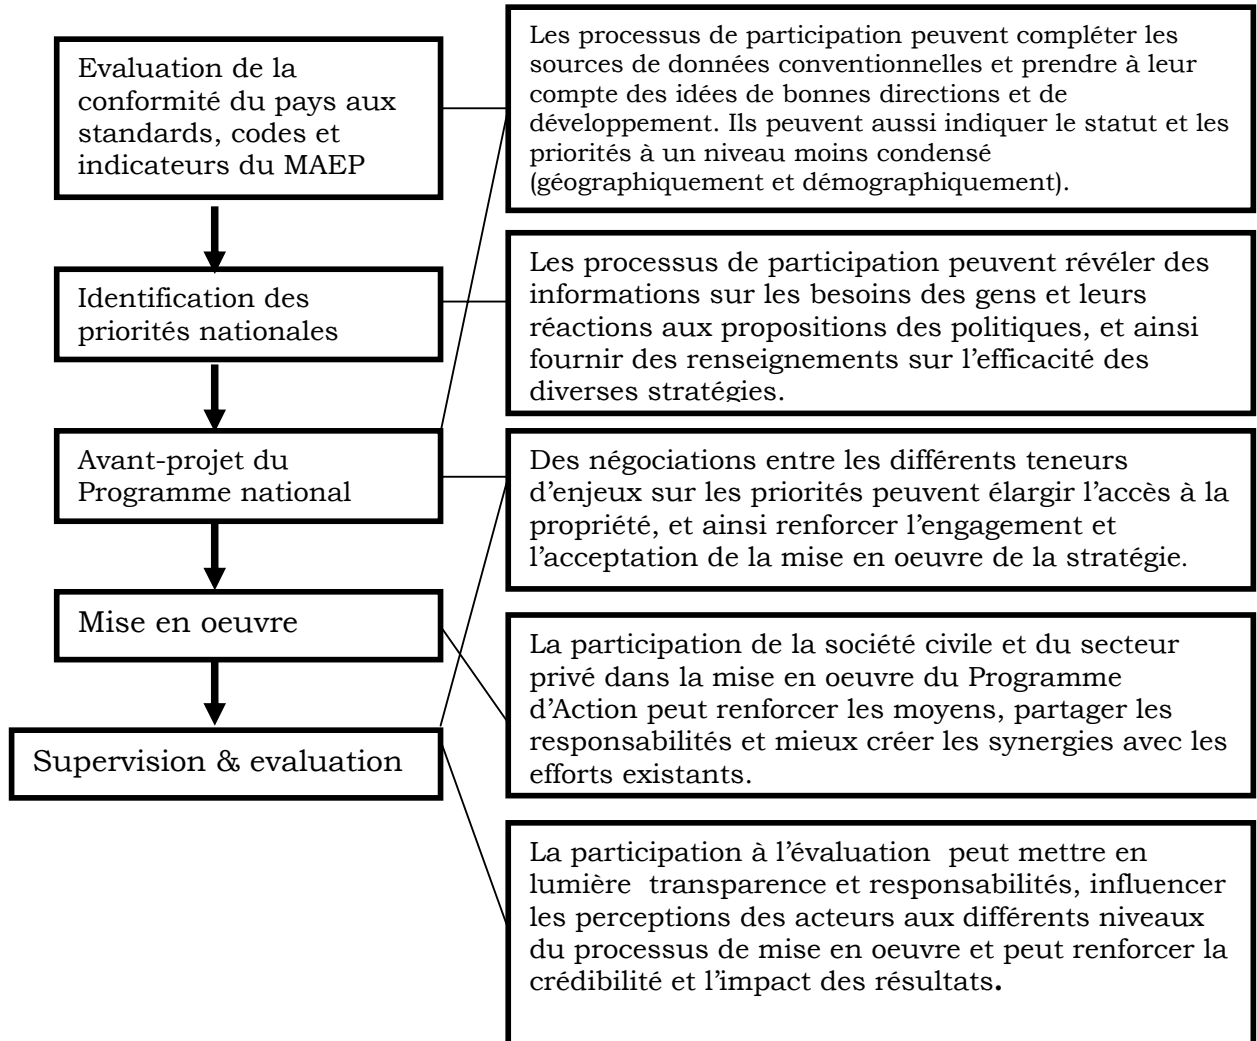 Evaluation de la
conformité du pays aux
standards, codes et
indicateurs du MAEP
Les processus de participation peuvent compléter les
sources de données conventionnelles et prendre à leur
compte des idées de bonnes directions et de
développement. Ils peuvent aussi indiquer le statut et les
priorités à un niveau moins condensé
(géographiquement et démographiquement).
Identification des
priorités nationales
Les processus de participation peuvent révéler des
informations sur les besoins des gens et leurs
réactions aux propositions des politiques, et ainsi
fournir des renseignements sur l’efficacité des
diverses stratégies.
Avant-projet du
Programme national
Des négociations entre les différents teneurs
d’enjeux sur les priorités peuvent élargir l’accès à la
propriété, et ainsi renforcer l’engagement et
l’acceptation de la mise en oeuvre de la stratégie.
Mise en oeuvre
La participation de la société civile et du secteur
privé dans la mise en oeuvre du Programme
d’Action peut renforcer les moyens, partager les
responsabilités et mieux créer les synergies avec les
efforts existants.
Supervision & evaluation
La participation à l’évaluation  peut mettre en
lumière  transparence et responsabilités, influencer
les perceptions des acteurs aux différents niveaux
du processus de mise en oeuvre et peut renforcer la
crédibilité et l’impact des résultats.